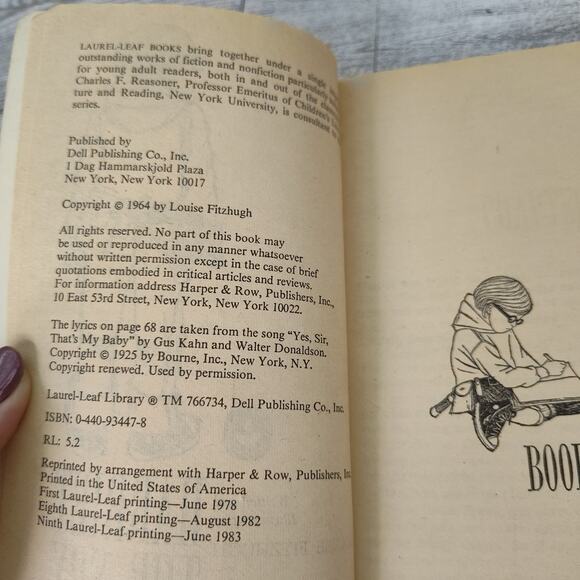 LAUREL-LEAF BOOKS bring together under a single
outstanding works of fiction and nonfiction particularly
for young adult readers, both in and out of the
Charles F. Reasoner, Professor Emeritus of Children's
ture and Reading, New York University, is consultant to
series.
Published by
Dell Publishing Co., Inc.
1 Dag Hammarskjold Plaza
New York, New York 10017
Copyright © 1964 by Louise Fitzhugh
All rights reserved. No part of this book may
be used or reproduced in any manner whatsoever
without written permission except in the case of brief
quotations embodied in critical articles and reviews.
For information address Harper & Row, Publishers, Inc.,
10 East 53rd Street, New York, New York 10022.
The lyrics on page 68 are taken from the song "Yes, Sir,
That's My Baby" by Gus Kahn and Walter Donaldson.
Copyright © 1925 by Bourne, Inc., New York, N.Y.
Copyright renewed. Used by permission.
Laurel-Leaf Library ® TM 766734, Dell Publishing Co., Inc.
ISBN: 0-440-93447-8
RL: 5.2
Reprinted by arrangement with Harper & Row, Publishers, Inc.
Printed in the United States of America
First Laurel-Leaf printing—June 1978
Eighth Laurel-Leaf printing—August 1982
Ninth Laurel-Leaf printing—June 1983
BOO